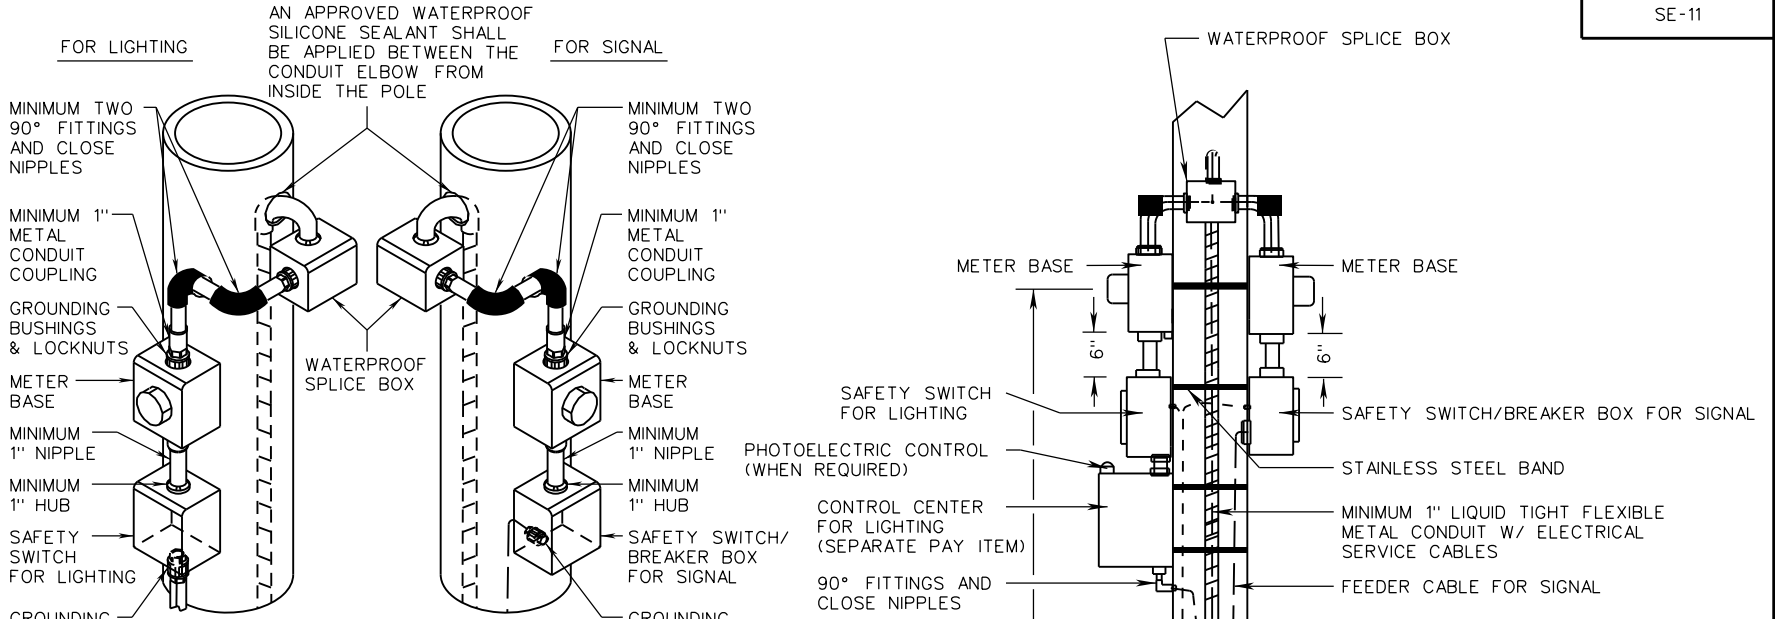 SE-11
AN APPROVED WATERPROOF
SILICONE SEALANT SHALL
BE APPLIED BETWEEN THE
CONDUIT ELBOW FROM
INSIDE THE POLE
FOR LIGHTING
FOR SIGNAL
MINIMUM TWO
90° FITTINGS
AND CLOSE
NIPPLES
MINIMUM 1"
METAL
CONDUIT
COUPLING
GROUNDING
BUSHINGS
& LOCKNUTS
METER
BASE
MINIMUM
1" NIPPLE
MINIMUM
1" HUB
SAFETY
SWITCH
FOR LIGHTING
GROUNDING
WATERPROOF
SPLICE BOX
MINIMUM TWO
90° FITTINGS
AND CLOSE
NIPPLES
MINIMUM 1"
METAL
CONDUIT
COUPLING
GROUNDING
BUSHINGS
& LOCKNUTS
METER
BASE
MINIMUM
1" NIPPLE
MINIMUM
1" HUB
SAFETY SWITCH/
BREAKER BOX
FOR SIGNAL
GROUNDING
WATERPROOF SPLICE BOX
METER BASE
METER BASE
6"
6"
SAFETY SWITCH
FOR LIGHTING
PHOTOELECTRIC CONTROL
(WHEN REQUIRED)
CONTROL CENTER
FOR LIGHTING
(SEPARATE PAY ITEM)
90° FITTINGS AND
CLOSE NIPPLES
SAFETY SWITCH/BREAKER BOX FOR SIGNAL
STAINLESS STEEL BAND
MINIMUM 1" LIQUID TIGHT FLEXIBLE
METAL CONDUIT W/ ELECTRICAL
SERVICE CABLES
FEEDER CABLE FOR SIGNAL